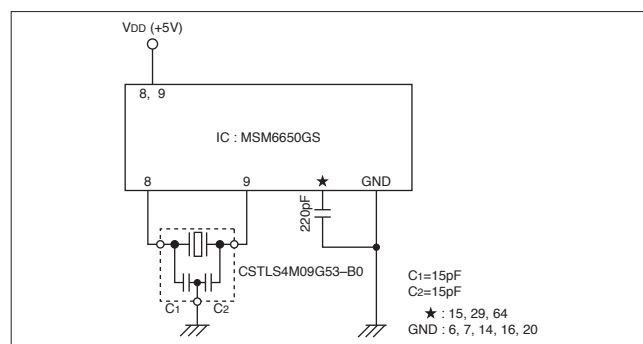 VDD (+5V)
8, 9
IC : MSM6650GS
8 9 ★ GND
220pF
CSTLS4M09G53–B0
C1 C2
C1=15pF
C2=15pF
★ : 15, 29, 64
GND : 6, 7, 14, 16, 20